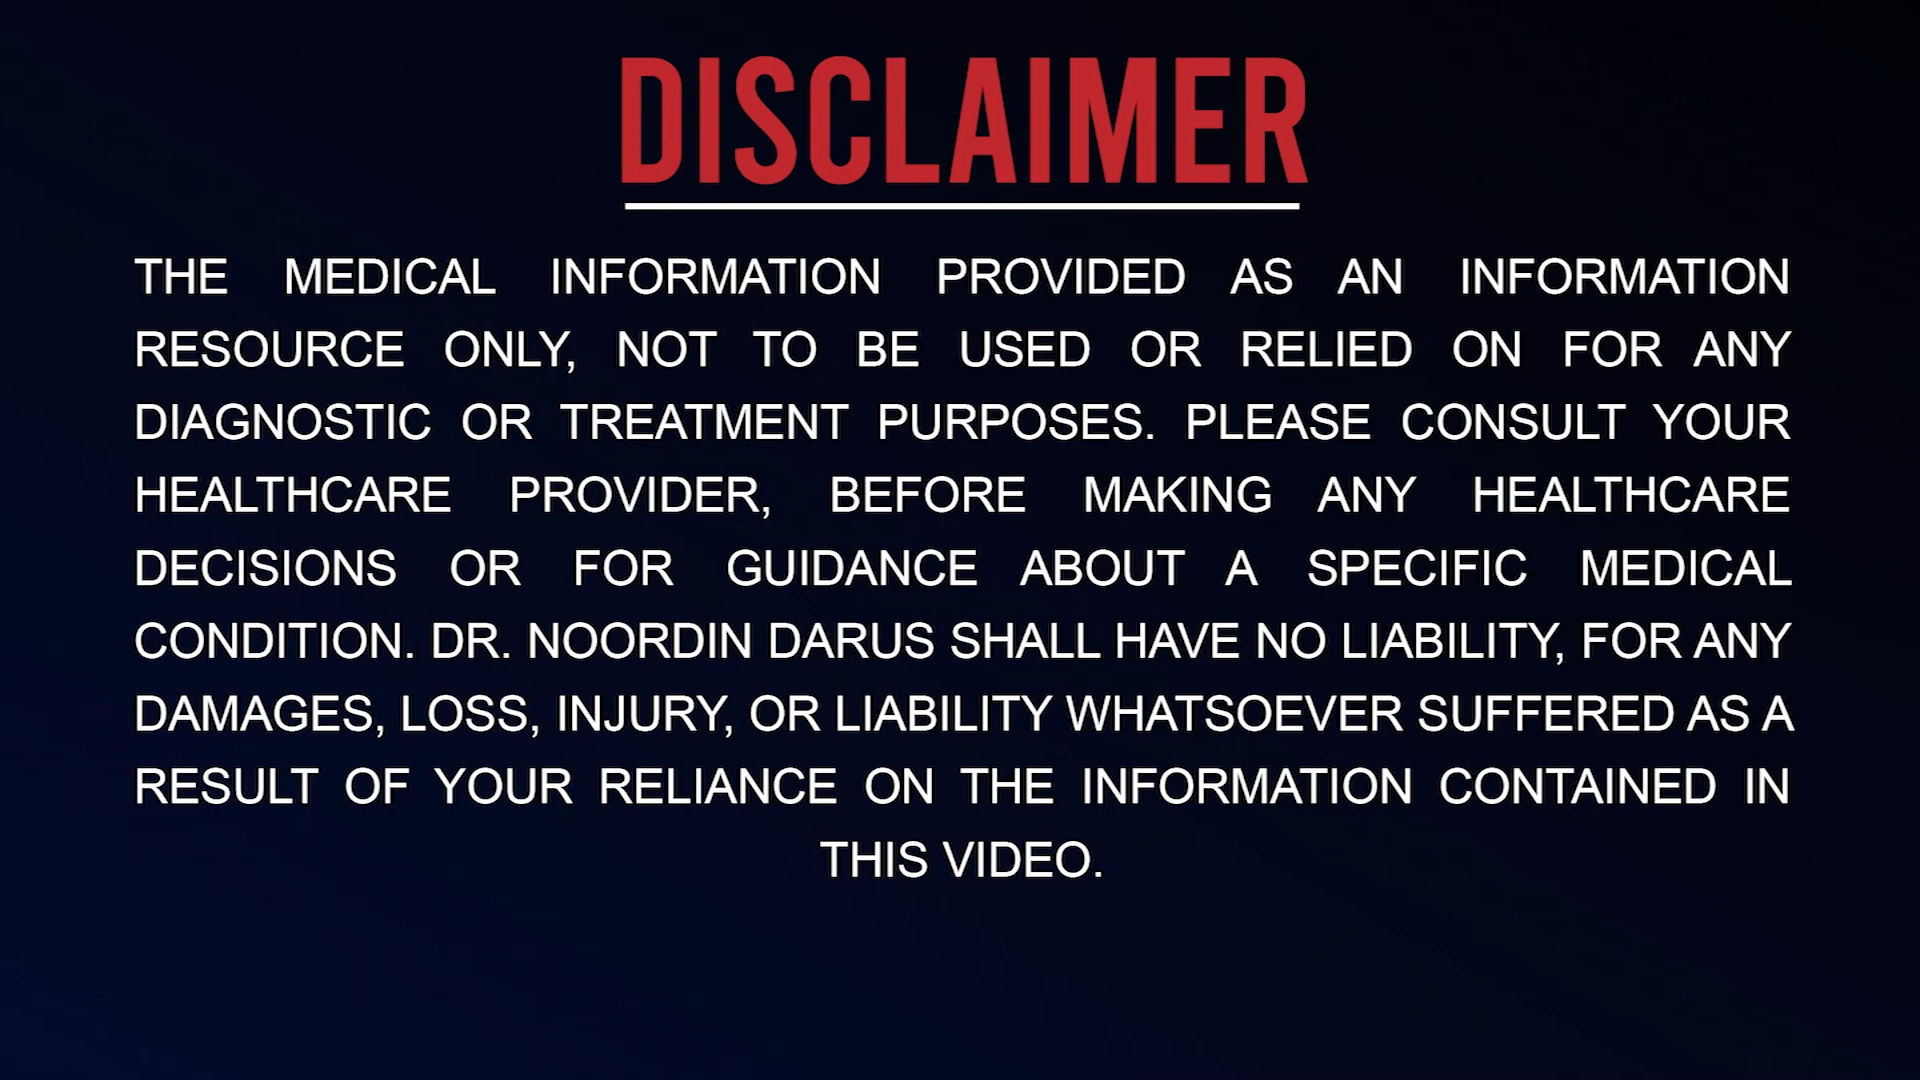 DISCLAIMER
THE MEDICAL INFORMATION PROVIDED AS AN INFORMATION
RESOURCE ONLY, NOT TO BE USED OR RELIED ON FOR ANY
DIAGNOSTIC OR TREATMENT PURPOSES. PLEASE CONSULT YOUR
HEALTHCARE PROVIDER, BEFORE MAKING ANY HEALTHCARE
DECISIONS OR FOR GUIDANCE ABOUT A SPECIFIC MEDICAL
CONDITION. DR. NOORDIN DARUS SHALL HAVE NO LIABILITY, FOR ANY
DAMAGES, LOSS, INJURY, OR LIABILITY WHATSOEVER SUFFERED AS A
RESULT OF YOUR RELIANCE ON THE INFORMATION CONTAINED IN
THIS VIDEO.